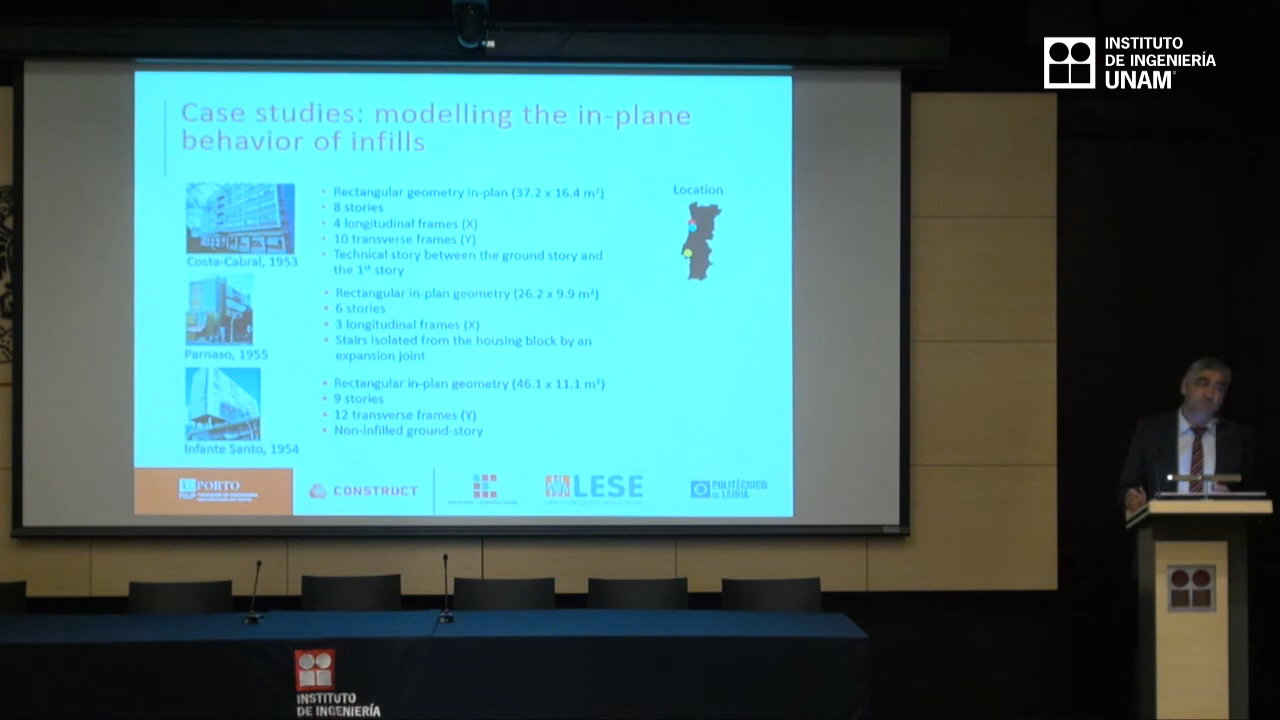 INSTITUTO
DE INGENIERÍA
UNAM
Case studies: modelling the in-plane
behavior of infills
Costa-Cabral, 1953
• Rectangular geometry in-plan (37.2 x 16.4 m²)
• 8 stories
• 4 longitudinal frames (X)
• 10 transverse frames (Y)
• Technical story between the ground story and
the 1st story
Location
Parnaso, 1955
• Rectangular in-plan geometry (26.2 x 9.9 m²)
• 6 stories
• 3 longitudinal frames (X)
• Stairs isolated from the housing block by an
expansion joint
Infante Santo, 1954
• Rectangular in-plan geometry (46.1 x 11.1 m²)
• 9 stories
• 12 transverse frames (Y)
• Non-infilled ground-story
U.PORTO
CONSTRUCT
LESE
POLITÉCNICO
DE LEIRIA
INSTITUTO
DE INGENIERÍA